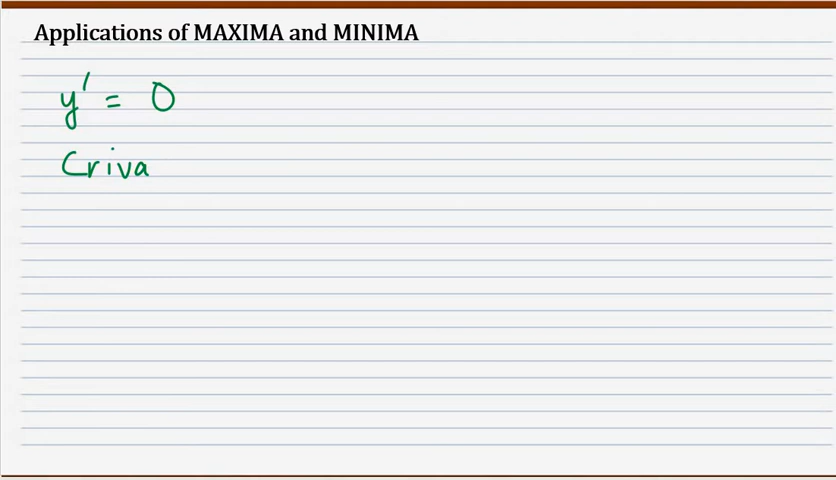 Applications of MAXIMA and MINIMA
y' = 0
Criva